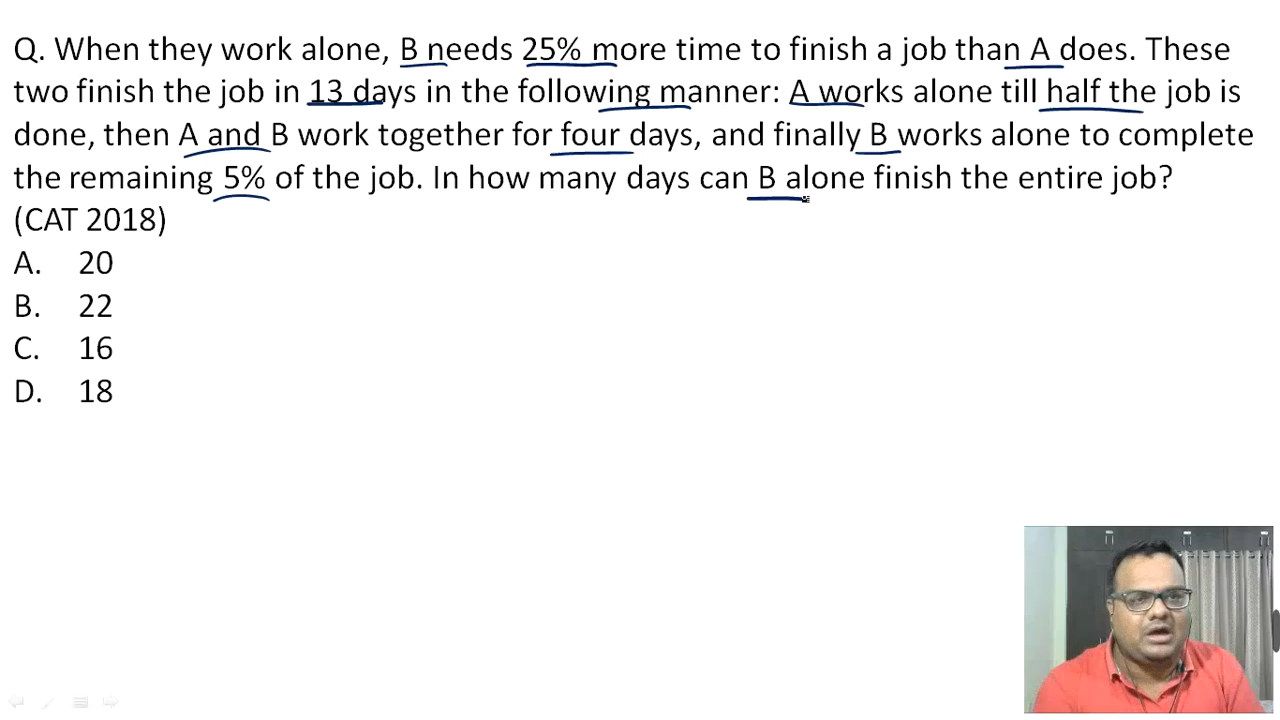 Q. When they work alone, B needs 25% more time to finish a job than A does. These
two finish the job in 13 days in the following manner: A works alone till half the job is
done, then A and B work together for four days, and finally B works alone to complete
the remaining 5% of the job. In how many days can B alone finish the entire job?
(CAT 2018)
A. 20
B. 22
C. 16
D. 18